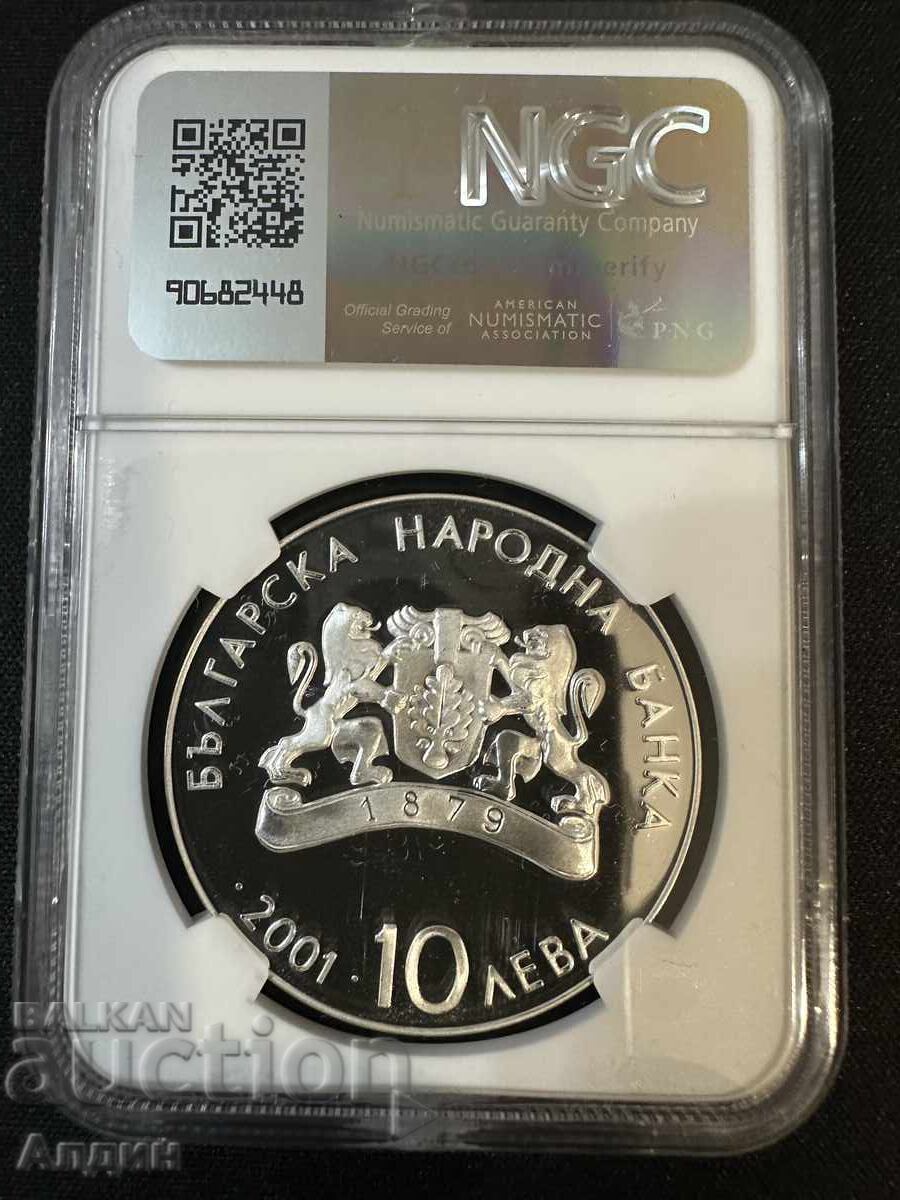 NGC
Numismatic Guaranty Company
90682448
Official Grading
Service of
AMERICAN
NUMISMATIC
ASSOCIATION
PNG
БЪЛГАРСКА НАРОДНА БАНКА
1879
· 2001 · 10 ЛЕВА
BALKAN
auction
Алдин